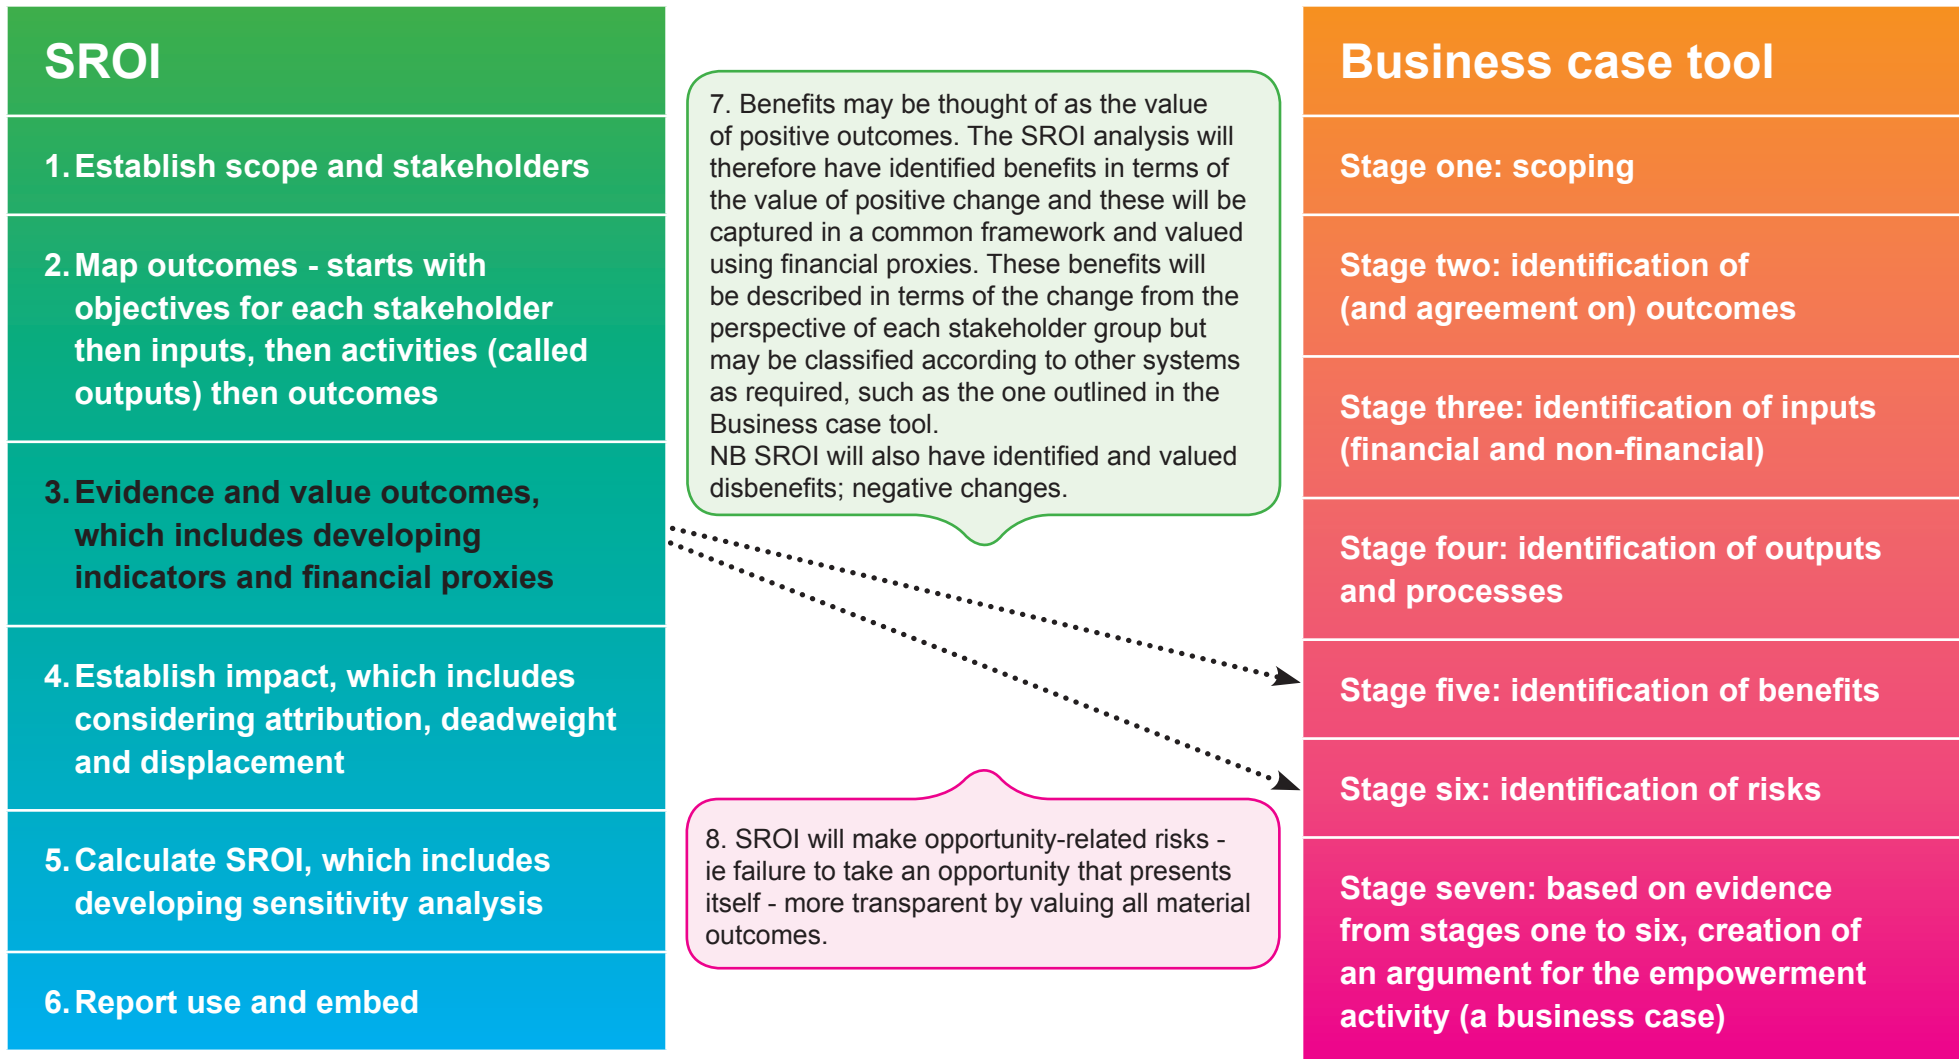 SROI
1. Establish scope and stakeholders
2. Map outcomes - starts with
objectives for each stakeholder
then inputs, then activities (called
outputs) then outcomes
3. Evidence and value outcomes,
which includes developing
indicators and financial proxies
4. Establish impact, which includes
considering attribution, deadweight
and displacement
5. Calculate SROI, which includes
developing sensitivity analysis
6. Report use and embed
7. Benefits may be thought of as the value
of positive outcomes. The SROI analysis will
therefore have identified benefits in terms of
the value of positive change and these will be
captured in a common framework and valued
using financial proxies. These benefits will
be described in terms of the change from the
perspective of each stakeholder group but
may be classified according to other systems
as required, such as the one outlined in the
Business case tool.
NB SROI will also have identified and valued
disbenefits; negative changes.
8. SROI will make opportunity-related risks -
ie failure to take an opportunity that presents
itself - more transparent by valuing all material
outcomes.
Business case tool
Stage one: scoping
Stage two: identification of
(and agreement on) outcomes
Stage three: identification of inputs
(financial and non-financial)
Stage four: identification of outputs
and processes
Stage five: identification of benefits
Stage six: identification of risks
Stage seven: based on evidence
from stages one to six, creation of
an argument for the empowerment
activity (a business case)